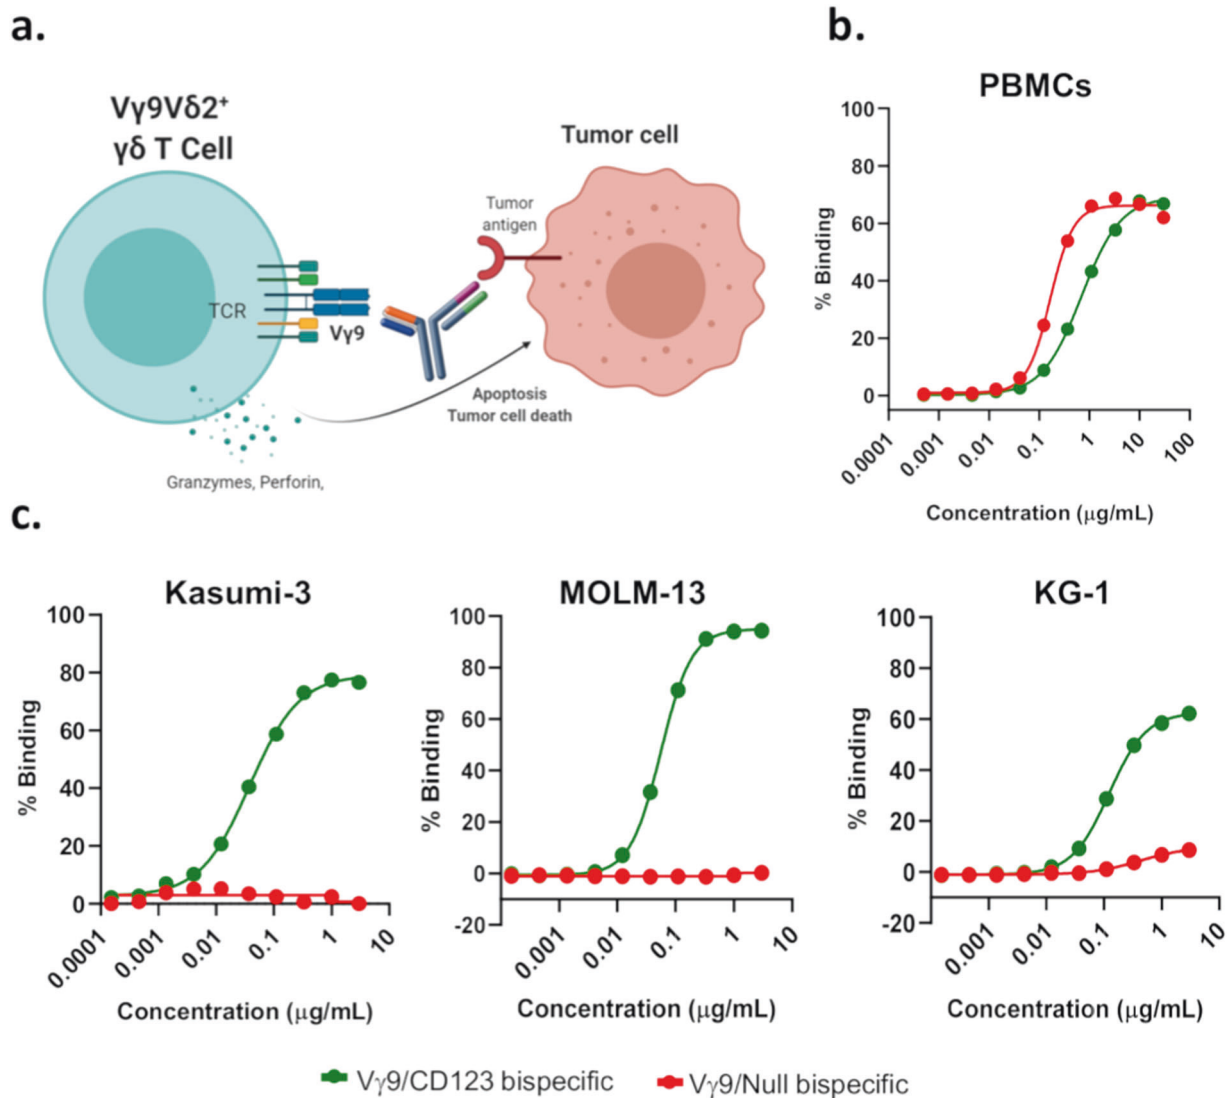 a.
Vγ9Vδ2⁺
γδ T Cell
TCR
Vγ9
Granzymes, Perforin,
Tumor
antigen
Tumor cell
Apoptosis
Tumor cell death
b.
PBMCs
% Binding
100
80
60
40
20
0
0.0001
0.001
0.01
0.1
1
10
100
Concentration (μg/mL)
c.
Kasumi-3
% Binding
100
80
60
40
20
0
0.0001
0.001
0.01
0.1
1
10
Concentration (μg/mL)
MOLM-13
% Binding
100
80
60
40
20
0
-20
0.001
0.01
0.1
1
10
Concentration (μg/mL)
KG-1
% Binding
100
80
60
40
20
0
-20
0.001
0.01
0.1
1
10
Concentration (μg/mL)
Vγ9/CD123 bispecific
Vγ9/Null bispecific